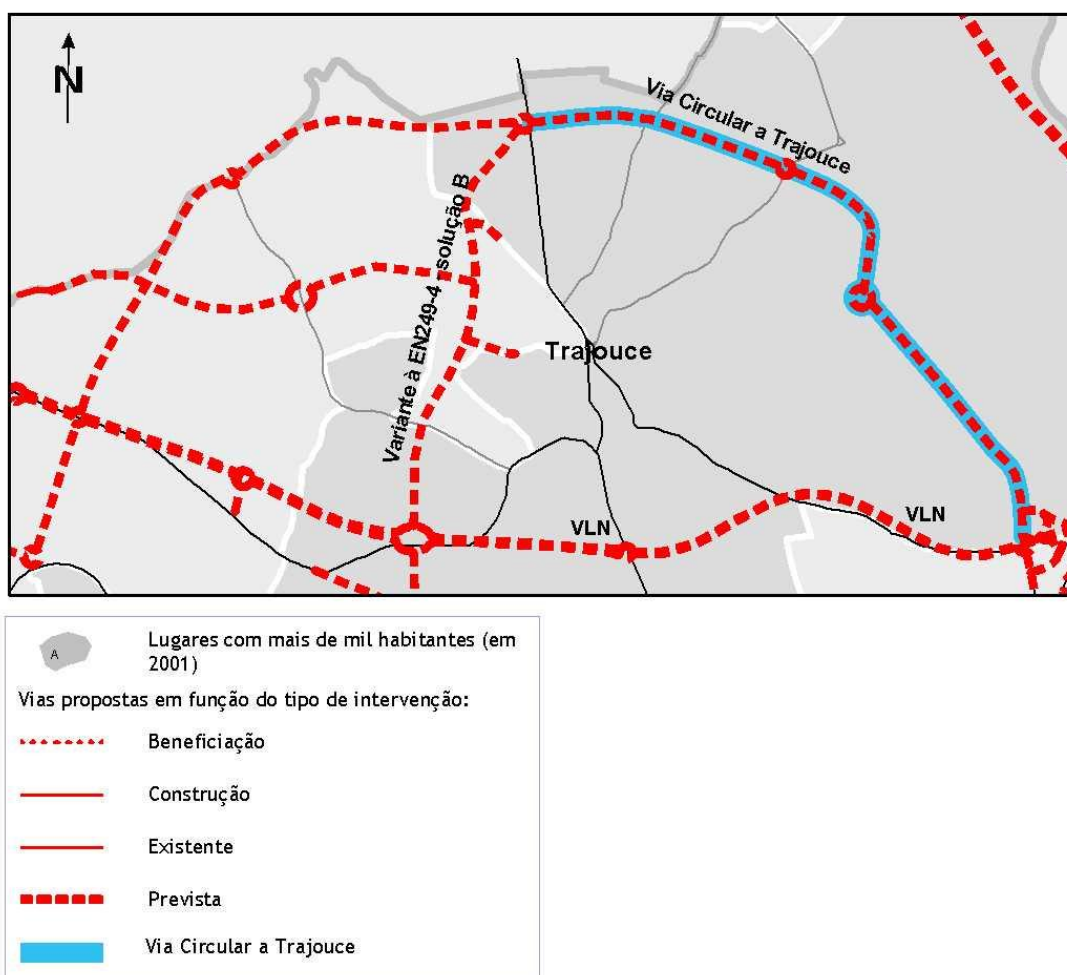 N
Via Circular a Trajouce
Variante à EN249-4 - solução B
Trajouce
VLN
VLN
A
Lugares com mais de mil habitantes (em
2001)
Vias propostas em função do tipo de intervenção:
Beneficiação
Construção
Existente
Prevista
Via Circular a Trajouce